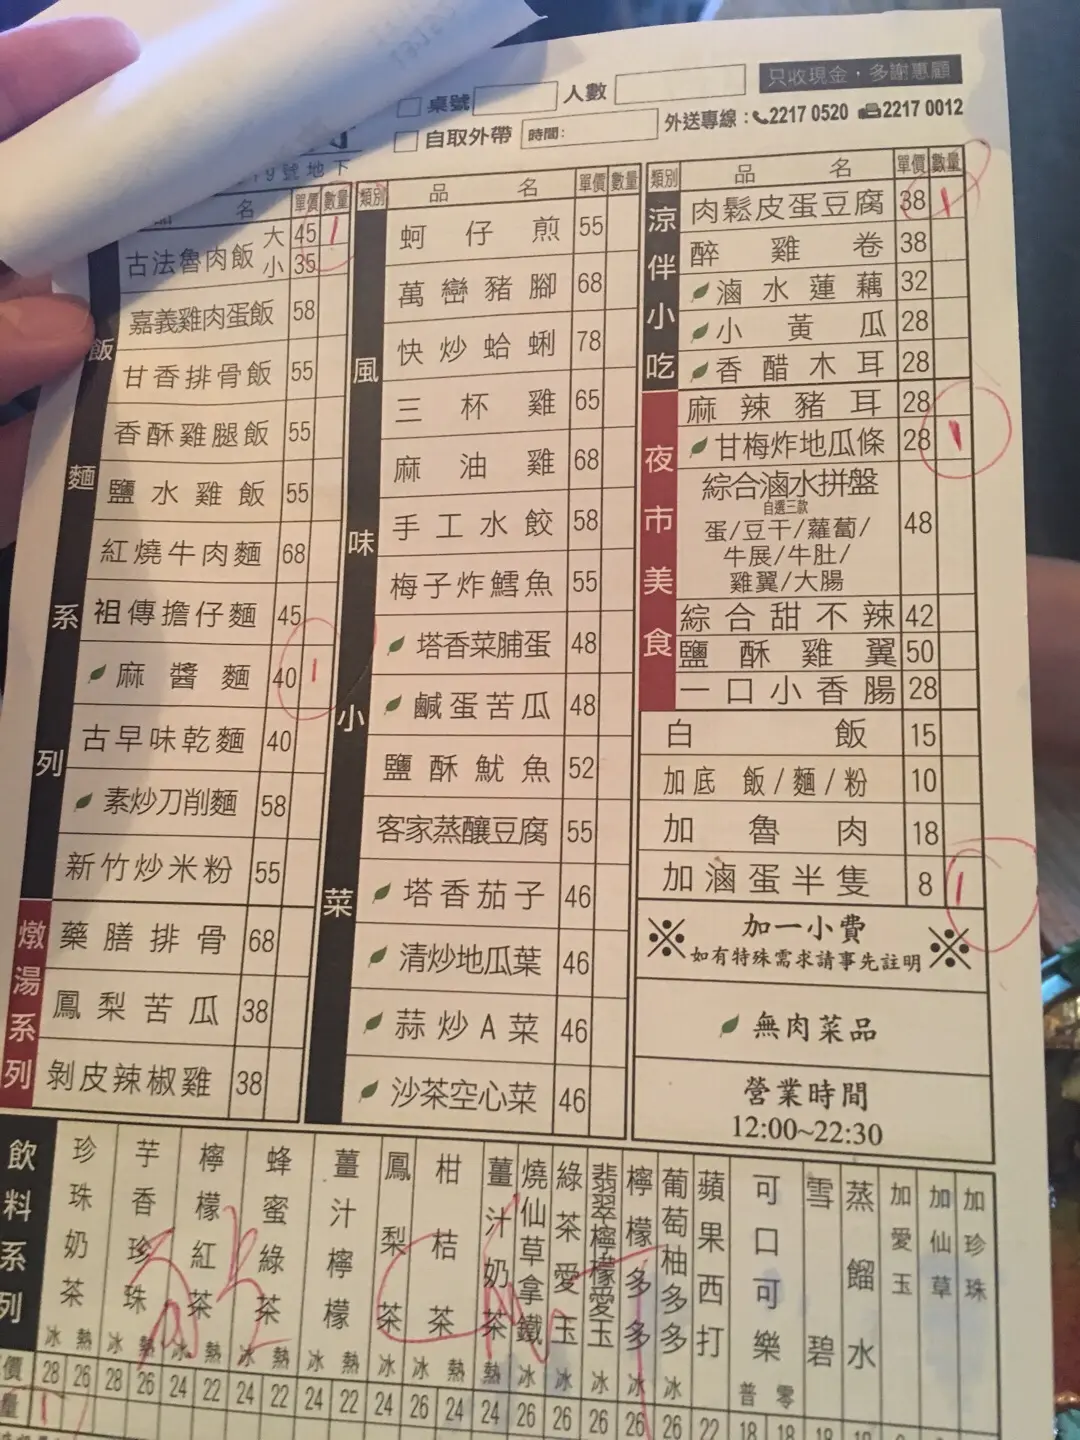 只收現金，多謝惠顧
桌號 人數
自取外帶 時間: 外送專線：2217 0520 2217 0012
19號地下
名 單價 數量
飯麵系列
古法魯肉飯 大 45 1
小 35
嘉義雞肉蛋飯 58
甘香排骨飯 55
香酥雞腿飯 55
鹽水雞飯 55
紅燒牛肉麵 68
祖傳擔仔麵 45
麻醬麵 40 1
古早味乾麵 40
素炒刀削麵 58
新竹炒米粉 55
燉湯系列
藥膳排骨 68
鳳梨苦瓜 38
剝皮辣椒雞 38
類別 品名 單價 數量
風味小菜
蚵仔煎 55
萬巒豬腳 68
快炒蛤蜊 78
三杯雞 65
麻油雞 68
手工水餃 58
梅子炸鱈魚 55
塔香菜脯蛋 48
鹹蛋苦瓜 48
鹽酥魷魚 52
客家蒸釀豆腐 55
塔香茄子 46
清炒地瓜葉 46
蒜炒A菜 46
沙茶空心菜 46
類別 品名 單價 數量
涼伴小吃
肉鬆皮蛋豆腐 38 1
醉雞卷 38
滷水蓮藕 32
小黃瓜 28
香醋木耳 28
夜市美食
麻辣豬耳 28
甘梅炸地瓜條 28 1
綜合滷水拼盤 48
自選三款
蛋/豆干/蘿蔔/
牛展/牛肚/
雞翼/大腸
綜合甜不辣 42
鹽酥雞翼 50
一口小香腸 28
白飯 15
加底 飯/麵/粉 10
加魯肉 18
加滷蛋半隻 8 1
※ 加一小費 ※
如有特殊需求請事先註明
無肉菜品
營業時間
12:00~22:30
飲料系列
珍珠奶茶 冰 28 熱 26 1
芋香珍珠 冰 28 熱 26
檸檬紅茶 冰 24 熱 22
蜂蜜綠茶 冰 24 熱 22
薑汁檸檬 冰 24 熱 22
鳳梨茶 冰 24
柑桔茶 冰 26 熱 24
薑汁奶茶 熱 24
燒仙草拿鐵 冰 26
綠茶愛玉 冰 26
翡翠檸檬愛玉 冰 26
檸檬多多 冰 26
葡萄柚多多 冰 26
蘋果西打 22
可口可樂 普 18 零 18
雪碧 18
蒸餾水
加愛玉
加仙草
加珍珠